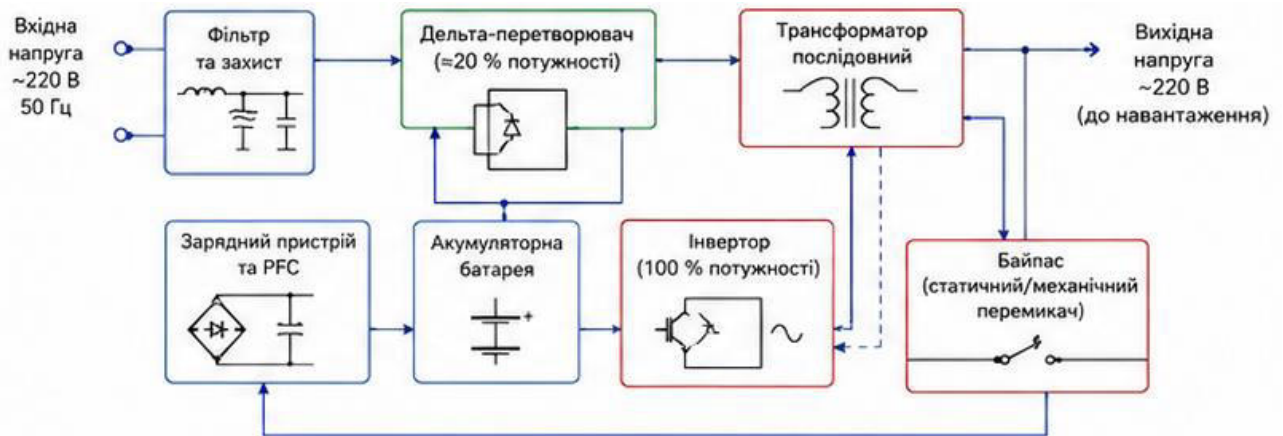 Вхідна
напруга
~220 В
50 Гц
Фільтр
та захист
Дельта-перетворювач
(≈20 % потужності)
Трансформатор
послідовний
Вихідна
напруга
~220 В
(до навантаження)
Зарядний пристрій
та PFC
Акумуляторна
батарея
+
Інвертор
(100 % потужності)
Байпас
(статичний/механічний
перемикач)